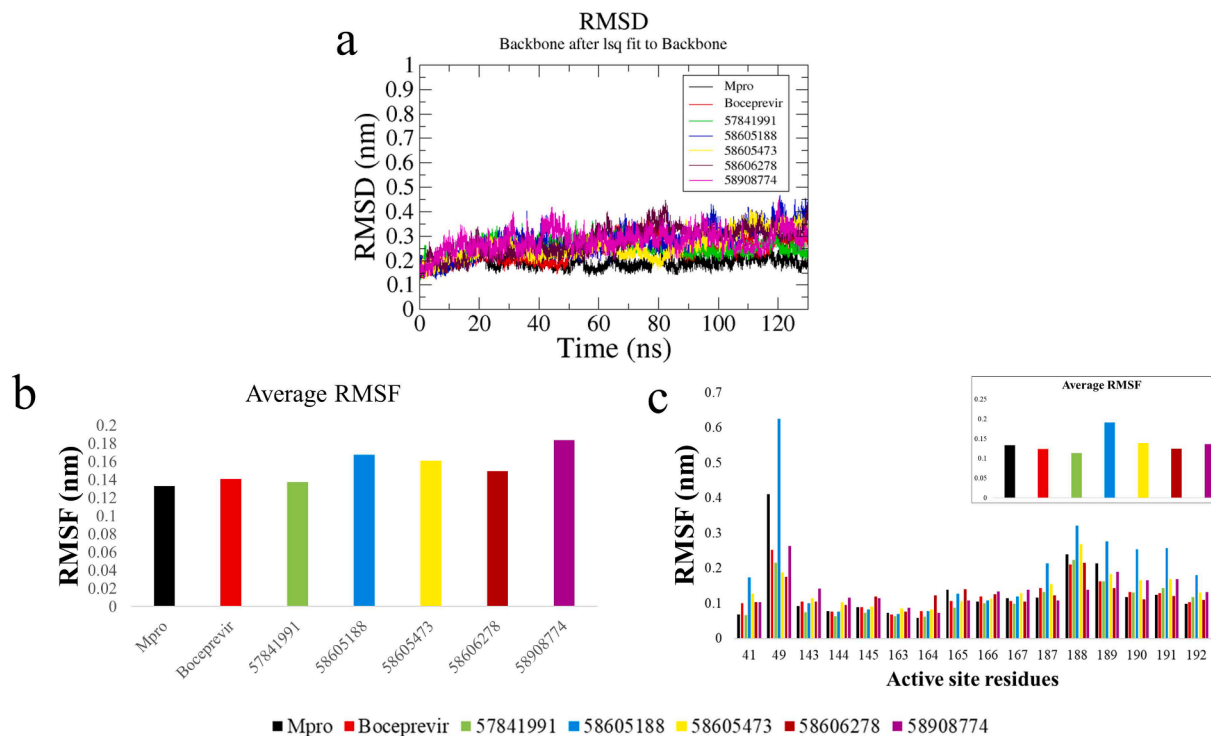 a
RMSD
Backbone after lsq fit to Backbone
RMSD (nm)
1
0.9
0.8
0.7
0.6
0.5
0.4
0.3
0.2
0.1
0
Mpro
Boceprevir
57841991
58605188
58605473
58606278
58908774
0 20 40 60 80 100 120
Time (ns)
b
Average RMSF
RMSF (nm)
0.2
0.18
0.16
0.14
0.12
0.1
0.08
0.06
0.04
0.02
0
Mpro
Boceprevir
57841991
58605188
58605473
58606278
58908774
c
RMSF (nm)
0.7
0.6
0.5
0.4
0.3
0.2
0.1
0
Average RMSF
0.25
0.2
0.15
0.1
0.05
0
41 49 143 144 145 163 164 165 166 167 187 188 189 190 191 192
Active site residues
Mpro Boceprevir 57841991 58605188 58605473 58606278 58908774